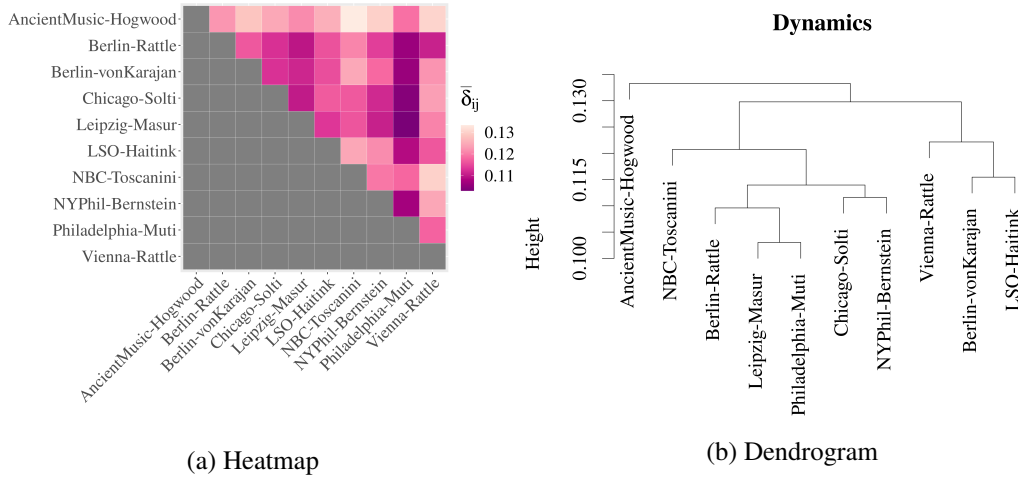 AncientMusic-Hogwood
Berlin-Rattle
Berlin-vonKarajan
Chicago-Solti
Leipzig-Masur
LSO-Haitink
NBC-Toscanini
NYPhil-Bernstein
Philadelphia-Muti
Vienna-Rattle
AncientMusic-Hogwood
Berlin-Rattle
Berlin-vonKarajan
Chicago-Solti
Leipzig-Masur
LSO-Haitink
NBC-Toscanini
NYPhil-Bernstein
Philadelphia-Muti
Vienna-Rattle
δ̄ij
0.13
0.12
0.11
(a) Heatmap
Dynamics
Height
0.130
0.115
0.100
AncientMusic-Hogwood
NBC-Toscanini
Berlin-Rattle
Leipzig-Masur
Philadelphia-Muti
Chicago-Solti
NYPhil-Bernstein
Vienna-Rattle
Berlin-vonKarajan
LSO-Haitink
(b) Dendrogram